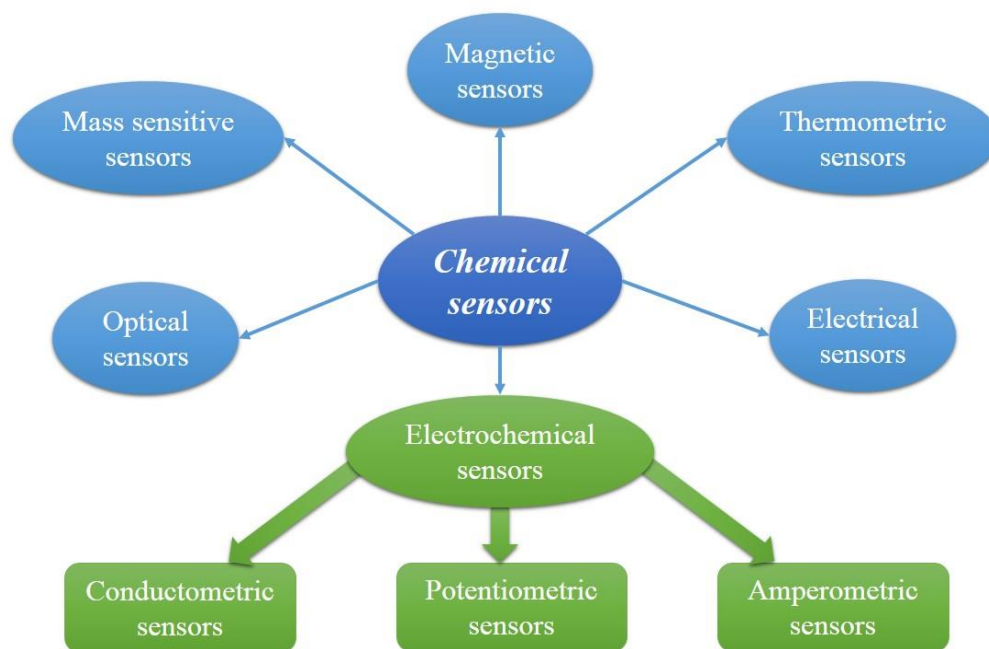 Magnetic
sensors
Mass sensitive
sensors
Thermometric
sensors
Chemical
sensors
Optical
sensors
Electrical
sensors
Electrochemical
sensors
Conductometric
sensors
Potentiometric
sensors
Amperometric
sensors